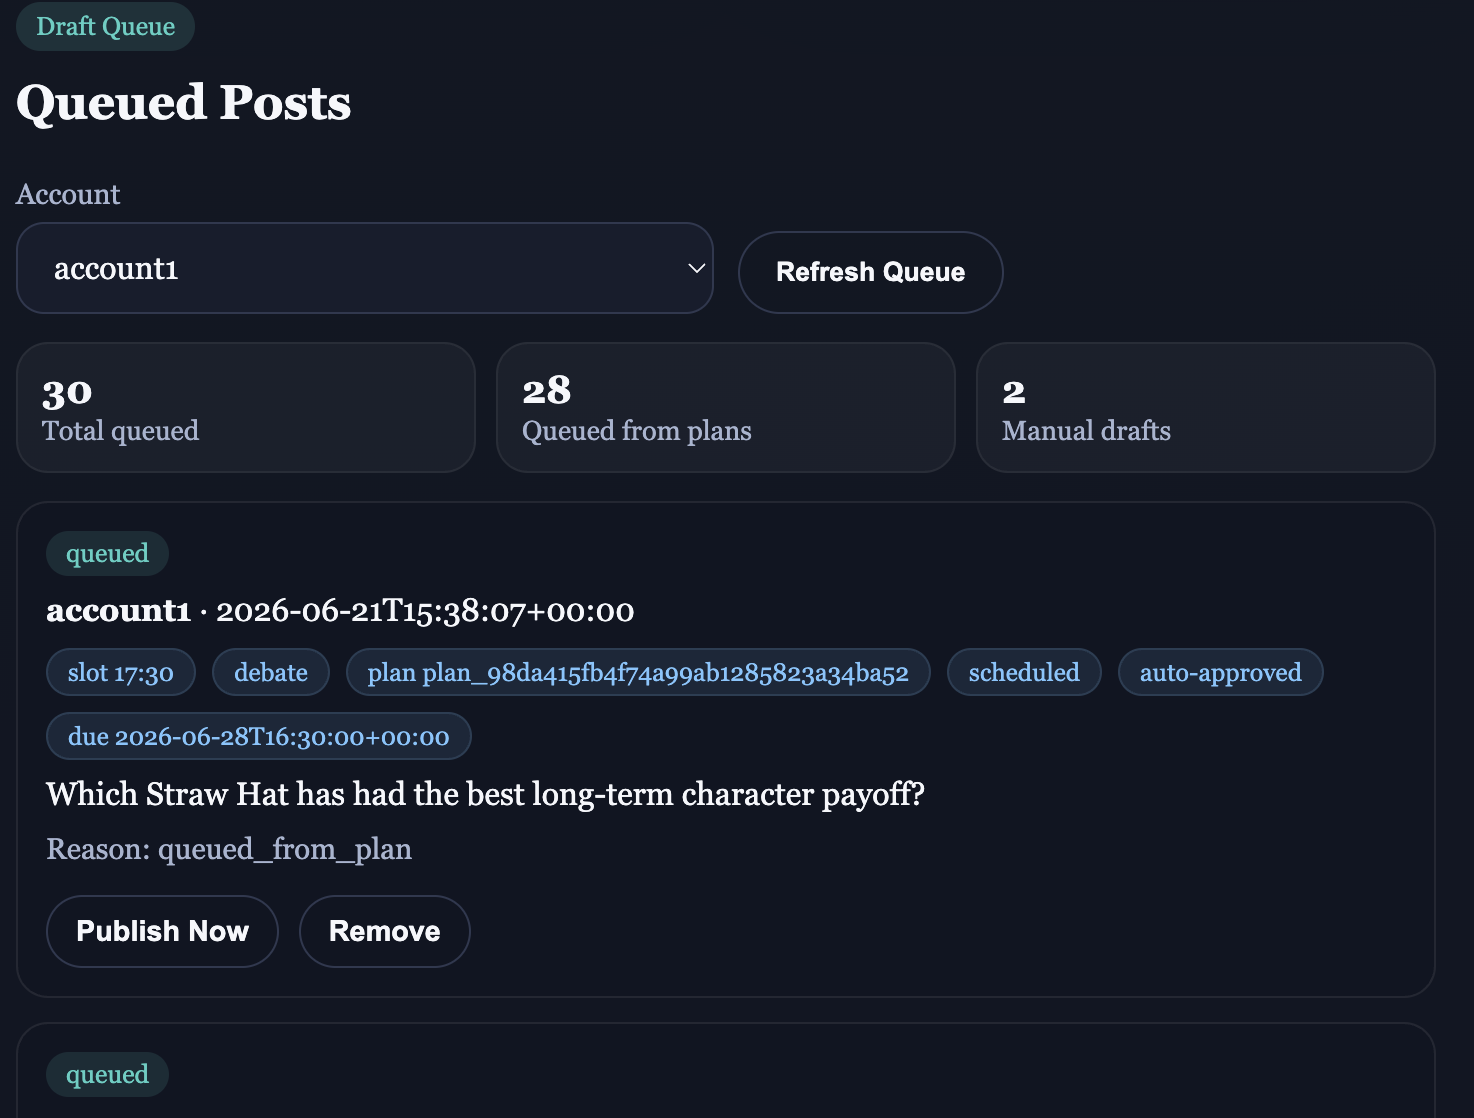 Draft Queue
Queued Posts
Account
account1
Refresh Queue
30
Total queued
28
Queued from plans
2
Manual drafts
queued
account1 · 2026-06-21T15:38:07+00:00
slot 17:30
debate
plan plan_98da415fb4f74a99ab1285823a34ba52
scheduled
auto-approved
due 2026-06-28T16:30:00+00:00
Which Straw Hat has had the best long-term character payoff?
Reason: queued_from_plan
Publish Now
Remove
queued